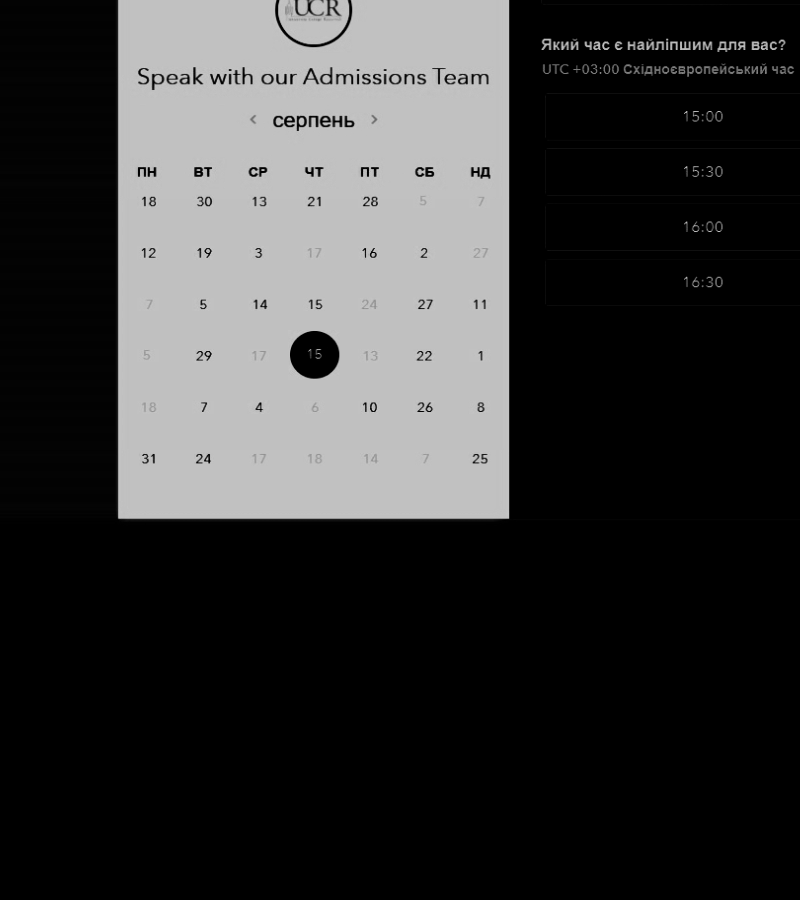 UCR
Speak with our Admissions Team
< серпень >
ПН ВТ СР ЧТ ПТ СБ НД
18 30 13 21 28 5 7
12 19 3 17 16 2 27
7 5 14 15 24 27 11
5 29 17 15 13 22 1
18 7 4 6 10 26 8
31 24 17 18 14 7 25
Який час є найліпшим для вас?
UTC +03:00 Східноєвропейський час
15:00
15:30
16:00
16:30